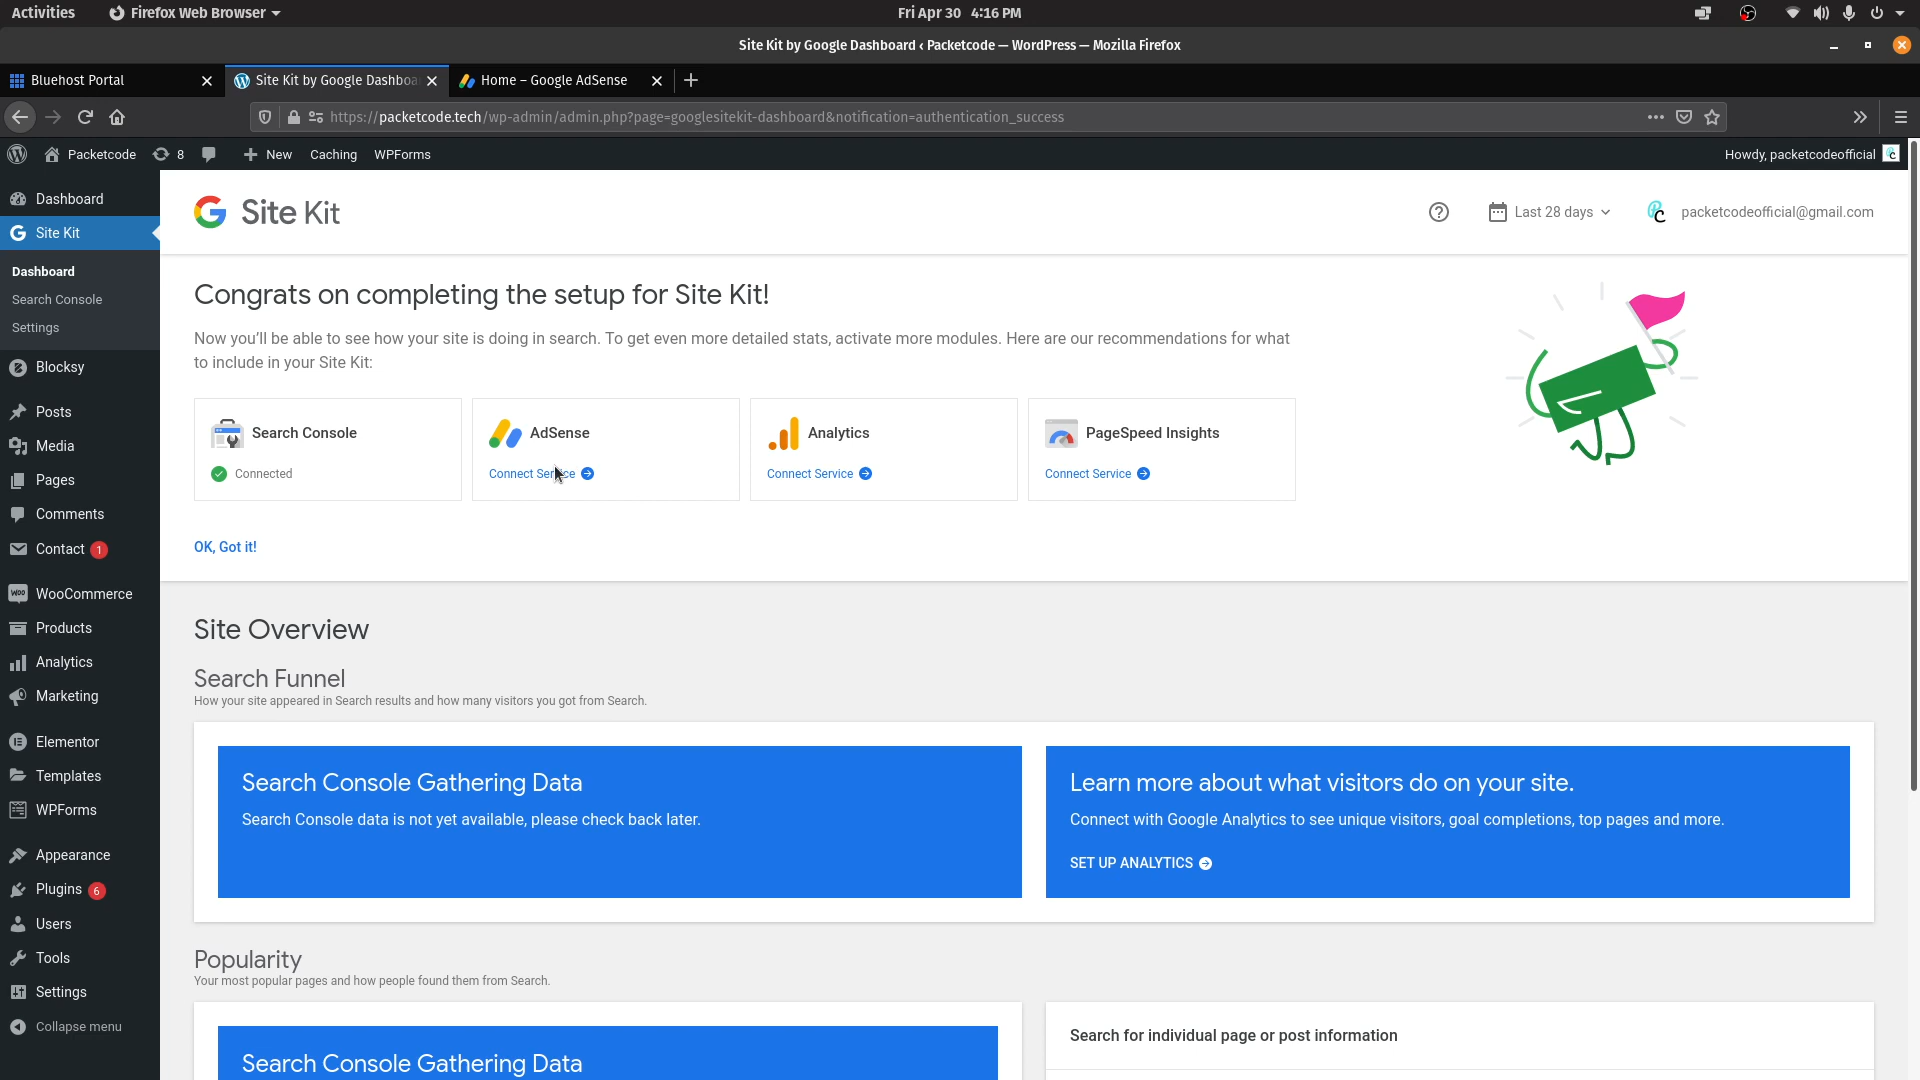 Activities
Firefox Web Browser
Fri Apr 30 4:16 PM
Site Kit by Google Dashboard ‹ Packetcode — WordPress — Mozilla Firefox
Bluehost Portal
Site Kit by Google Dashboa
Home – Google AdSense
https://packetcode.tech/wp-admin/admin.php?page=googlesitekit-dashboard&notification=authentication_success
Packetcode
8
New
Caching
WPForms
Howdy, packetcodeofficial
Dashboard
Site Kit
Dashboard
Search Console
Settings
Blocksy
Posts
Media
Pages
Comments
Contact 1
WooCommerce
Products
Analytics
Marketing
Elementor
Templates
WPForms
Appearance
Plugins 6
Users
Tools
Settings
Collapse menu
Site Kit
Last 28 days
packetcodeofficial@gmail.com
Congrats on completing the setup for Site Kit!
Now you’ll be able to see how your site is doing in search. To get even more detailed stats, activate more modules. Here are our recommendations for what
to include in your Site Kit:
Search Console
Connected
AdSense
Connect Service
Analytics
Connect Service
PageSpeed Insights
Connect Service
OK, Got it!
Site Overview
Search Funnel
How your site appeared in Search results and how many visitors you got from Search.
Search Console Gathering Data
Search Console data is not yet available, please check back later.
Learn more about what visitors do on your site.
Connect with Google Analytics to see unique visitors, goal completions, top pages and more.
SET UP ANALYTICS
Popularity
Your most popular pages and how people found them from Search.
Search Console Gathering Data
Search for individual page or post information